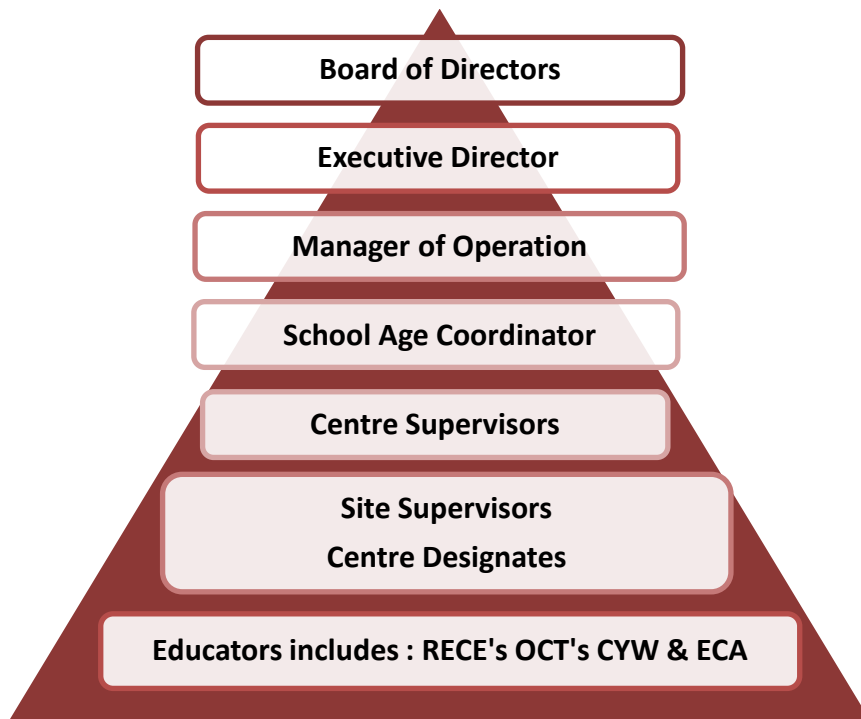 Board of Directors
Executive Director
Manager of Operation
School Age Coordinator
Centre Supervisors
Site Supervisors
Centre Designates
Educators includes : RECE's OCT's CYW & ECA